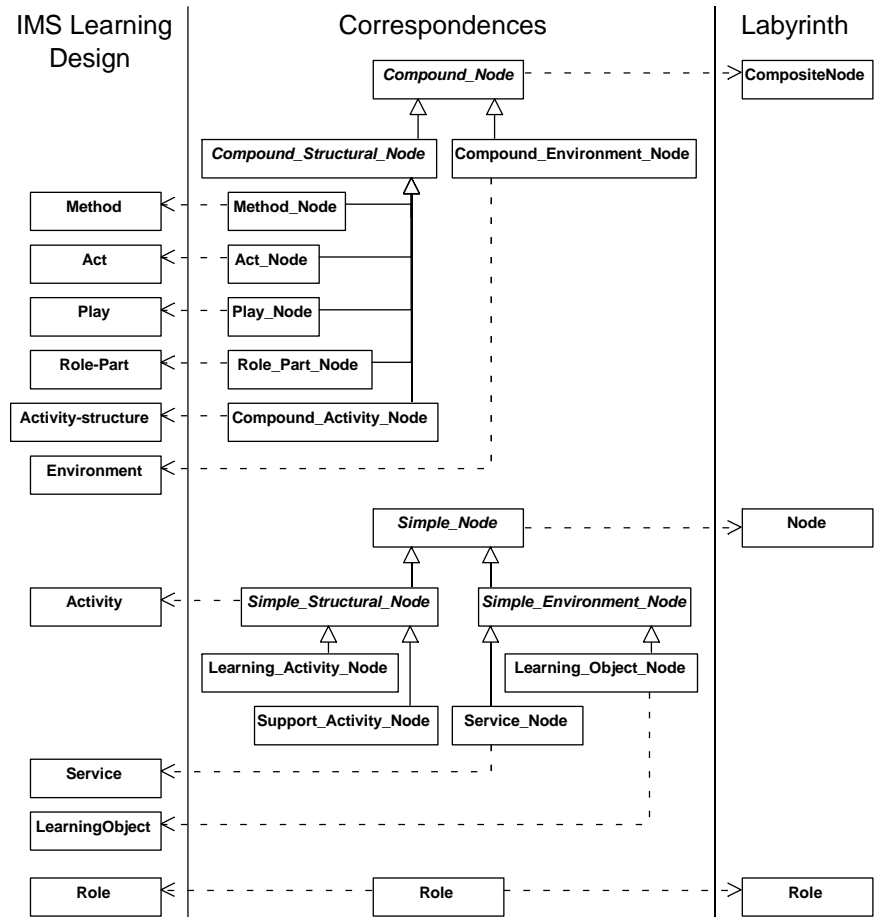 IMS Learning
Design
Correspondences
Labyrinth
Compound_Node
CompositeNode
Compound_Structural_Node
Compound_Environment_Node
Method
Method_Node
Act
Act_Node
Play
Play_Node
Role-Part
Role_Part_Node
Activity-structure
Compound_Activity_Node
Environment
Simple_Node
Node
Activity
Simple_Structural_Node
Simple_Environment_Node
Learning_Activity_Node
Learning_Object_Node
Support_Activity_Node
Service_Node
Service
LearningObject
Role
Role
Role